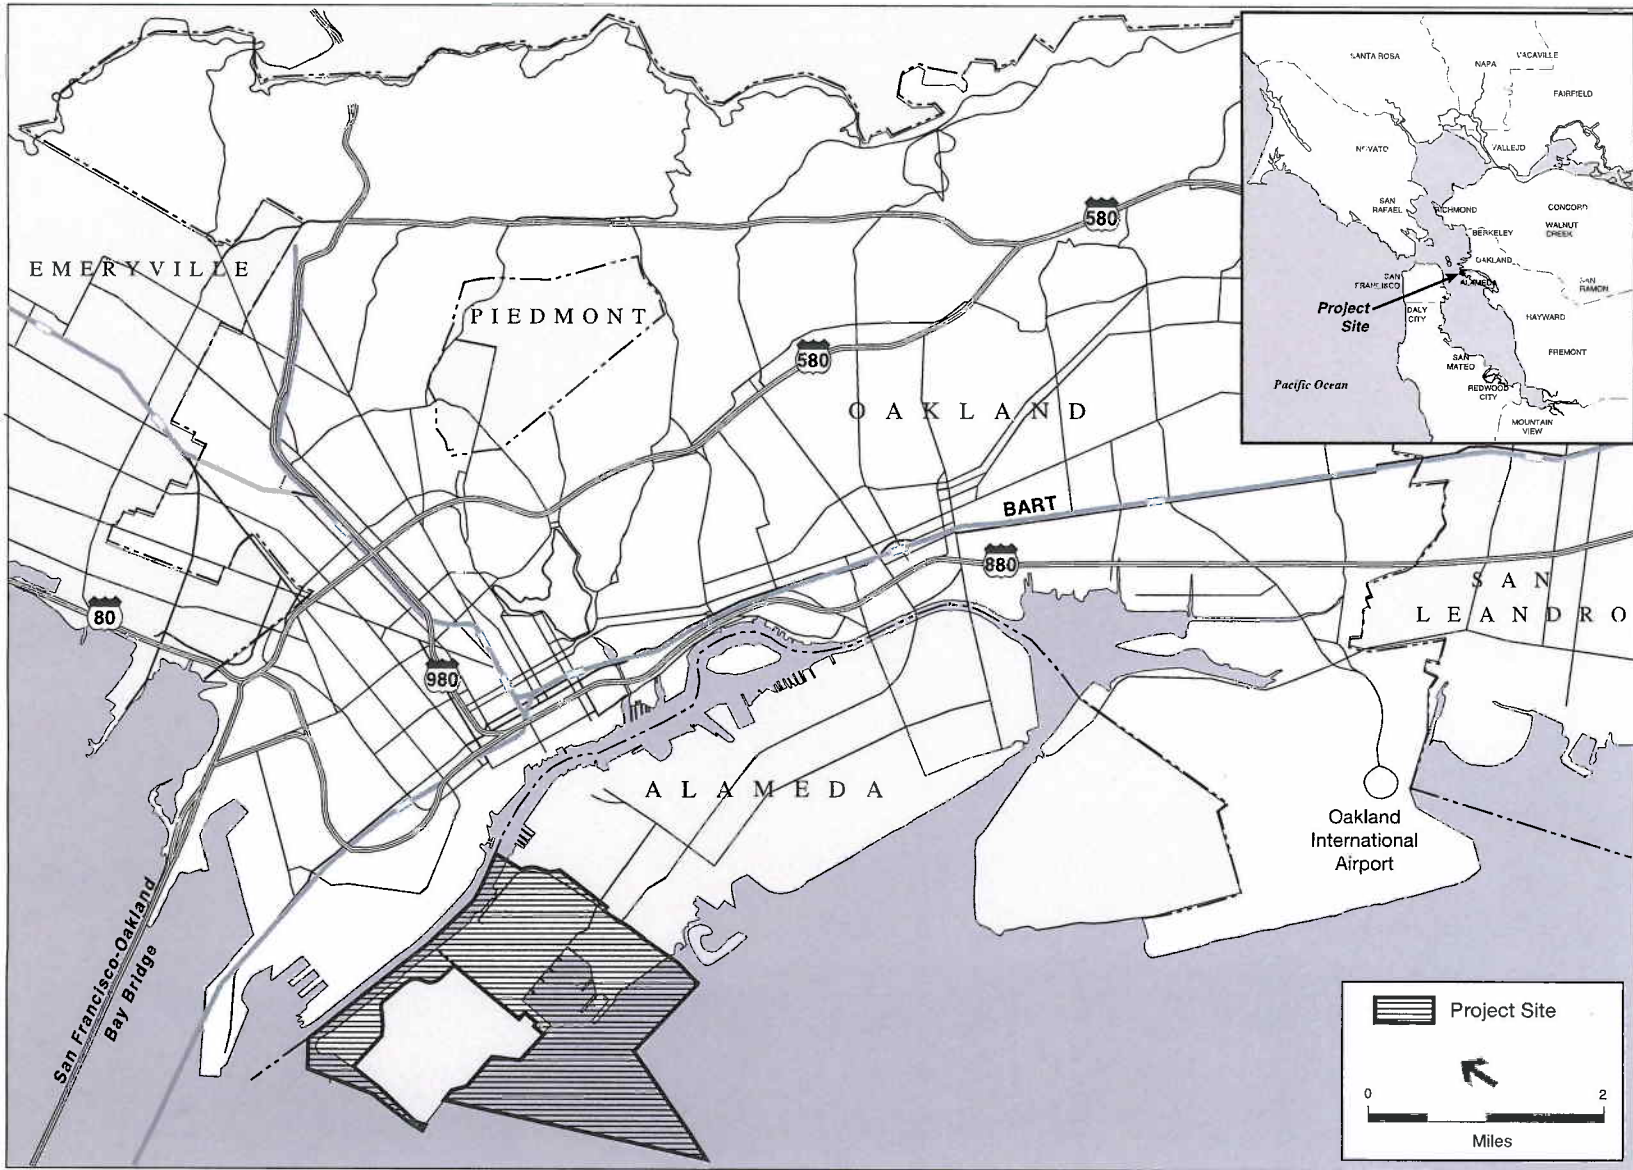 SANTA ROSA
NAPA
VACAVILLE
FAIRFIELD
NOVATO
VALLEJO
SAN
RAFAEL
RICHMOND
CONCORD
WALNUT
CREEK
BERKELEY
OAKLAND
SAN
FRANCISCO
ALAMEDA
SAN
RAMON
Project
Site
DALY
CITY
HAYWARD
SAN
MATEO
FREMONT
Pacific Ocean
REDWOOD
CITY
MOUNTAIN
VIEW
580
EMERYVILLE
PIEDMONT
580
OAKLAND
BART
880
80
SAN
LEANDRO
980
ALAMEDA
Oakland
International
Airport
San Francisco-Oakland
Bay Bridge
Project Site
0 2
Miles